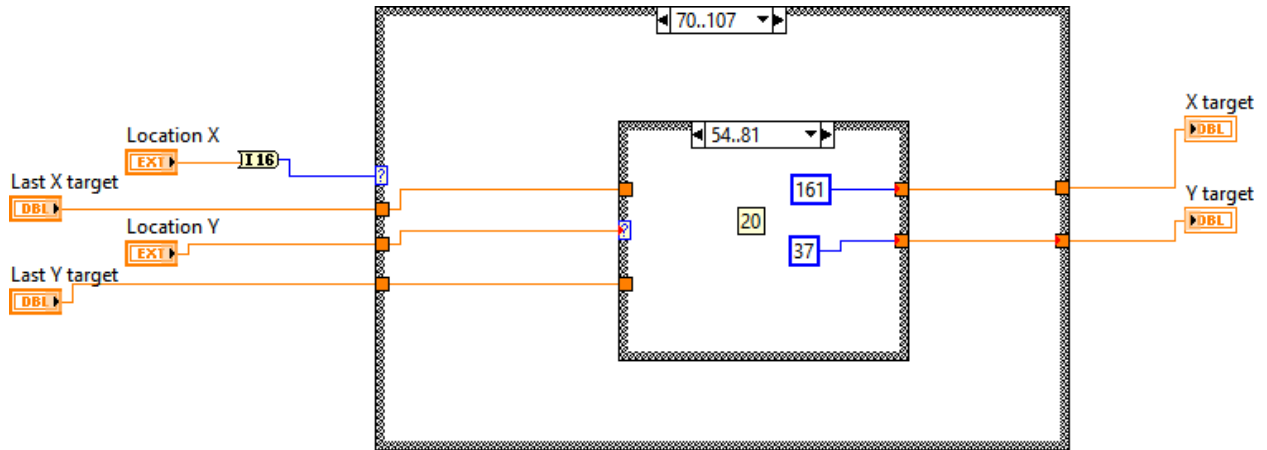 70..107
54..81
Location X
EXT
I16
?
Last X target
DBL
Location Y
EXT
?
Last Y target
DBL
161
20
37
X target
DBL
Y target
DBL